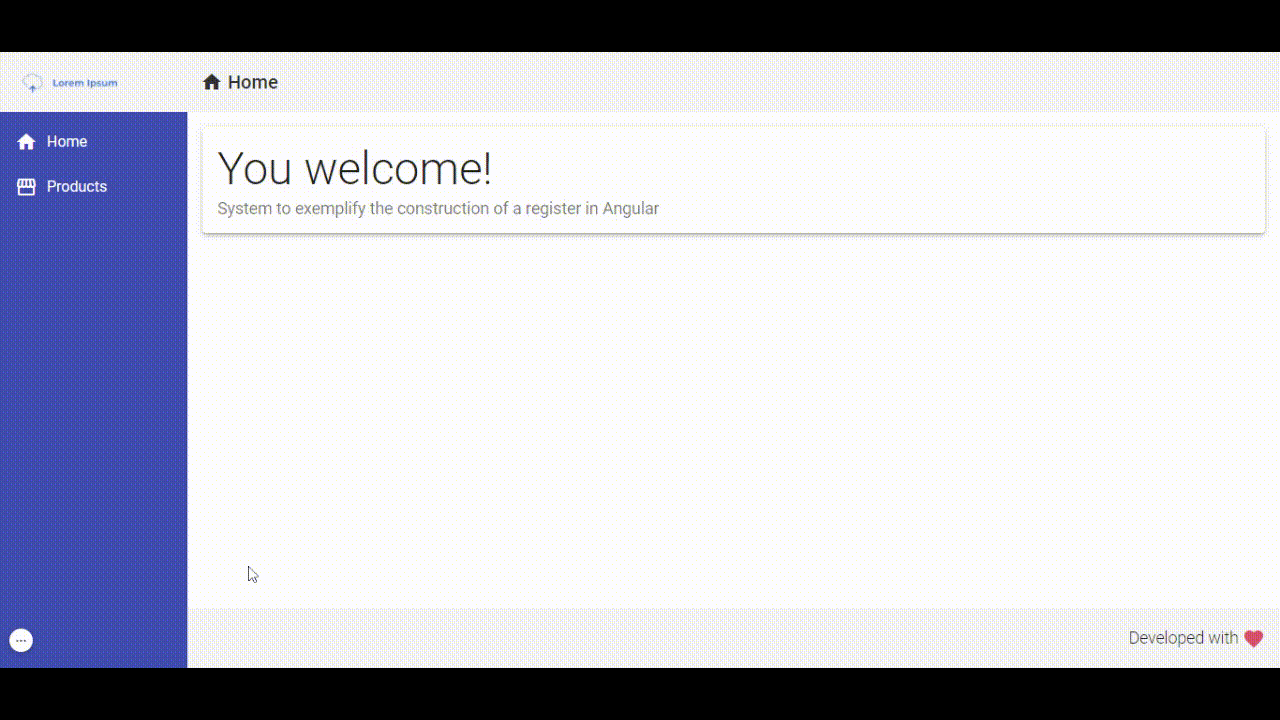 Lorem Ipsum
Home
Home
Products
You welcome!
System to exemplify the construction of a register in Angular
Developed with